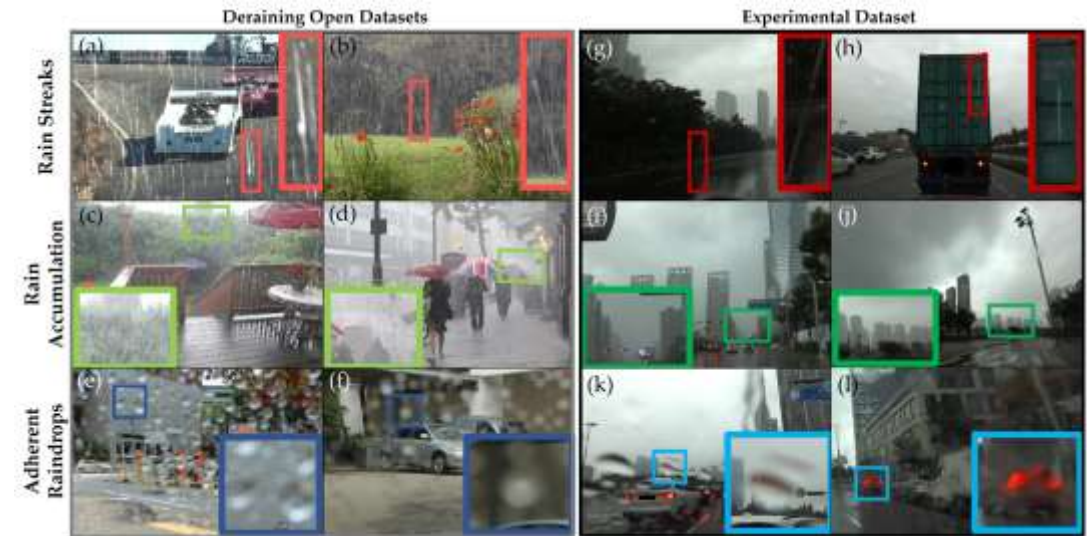 Deraining Open Datasets
Experimental Dataset
Rain Streaks
(a)
(b)
(g)
(h)
Rain
Accumulation
(c)
(d)
(i)
(j)
Adherent
Raindrops
(e)
(f)
(k)
(l)